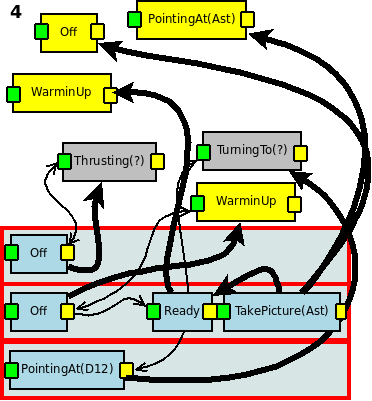 4
Off
PointingAt(Ast)
WarminUp
Thrusting(?)
TurningTo(?)
WarminUp
Off
Off
Ready
TakePicture(Ast)
PointingAt(D12)